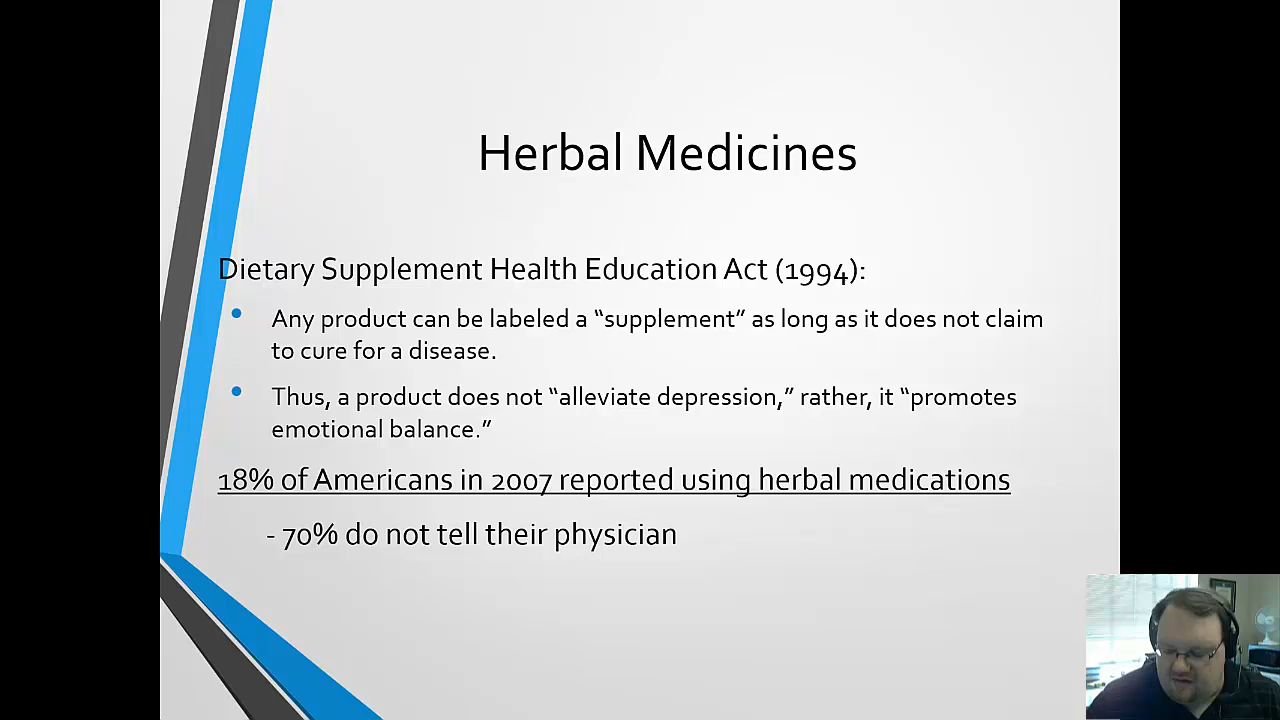 Herbal Medicines
Dietary Supplement Health Education Act (1994):
• Any product can be labeled a “supplement” as long as it does not claim
to cure for a disease.
• Thus, a product does not “alleviate depression,” rather, it “promotes
emotional balance.”
18% of Americans in 2007 reported using herbal medications
- 70% do not tell their physician